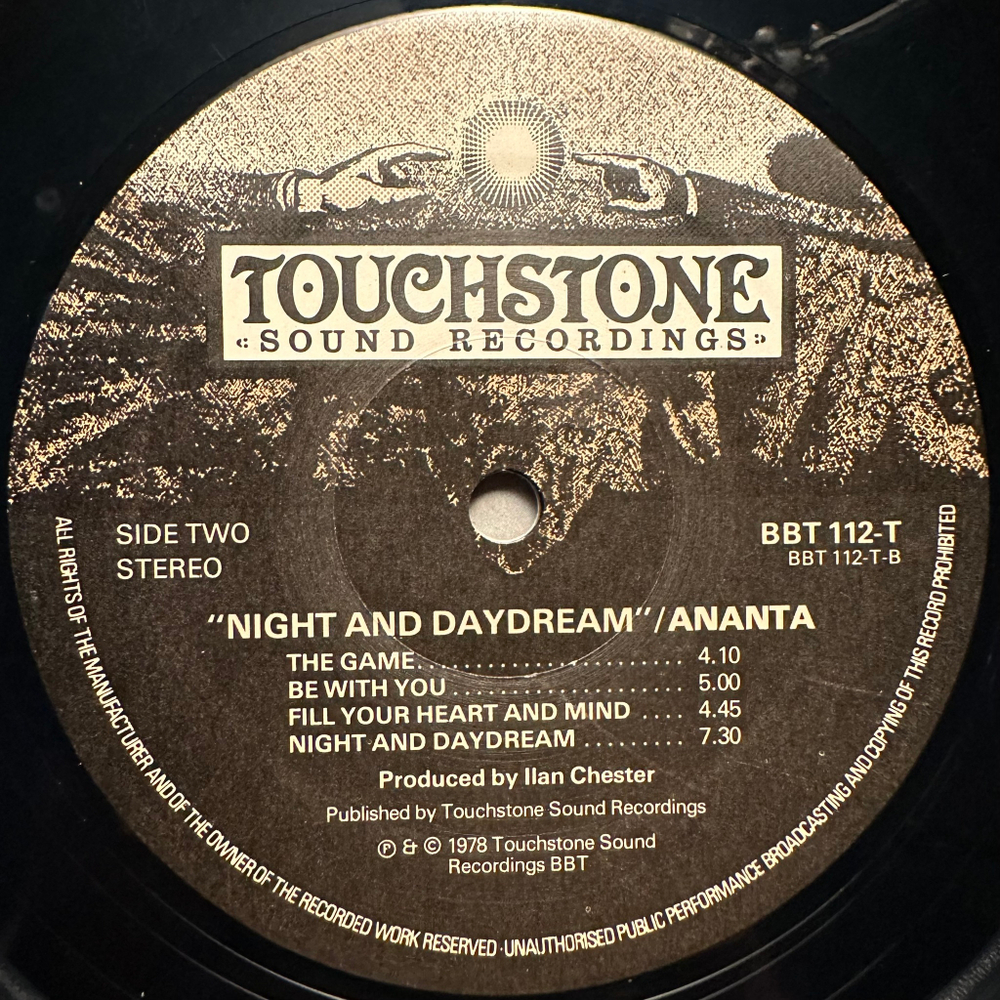 TOUCHSTONE
«SOUND RECORDINGS»
SIDE TWO
STEREO
BBT 112-T
BBT 112-T-B
"NIGHT AND DAYDREAM"/ANANTA
THE GAME........................ 4.10
BE WITH YOU ..................... 5.00
FILL YOUR HEART AND MIND .... 4.45
NIGHT AND DAYDREAM ......... 7.30
Produced by Ilan Chester
Published by Touchstone Sound Recordings
Ⓟ & © 1978 Touchstone Sound
Recordings BBT
ALL RIGHTS OF THE MANUFACTURER AND OF THE OWNER OF THE RECORDED WORK RESERVED · UNAUTHORISED PUBLIC PERFORMANCE BROADCASTING AND COPYING OF THIS RECORD PROHIBITED